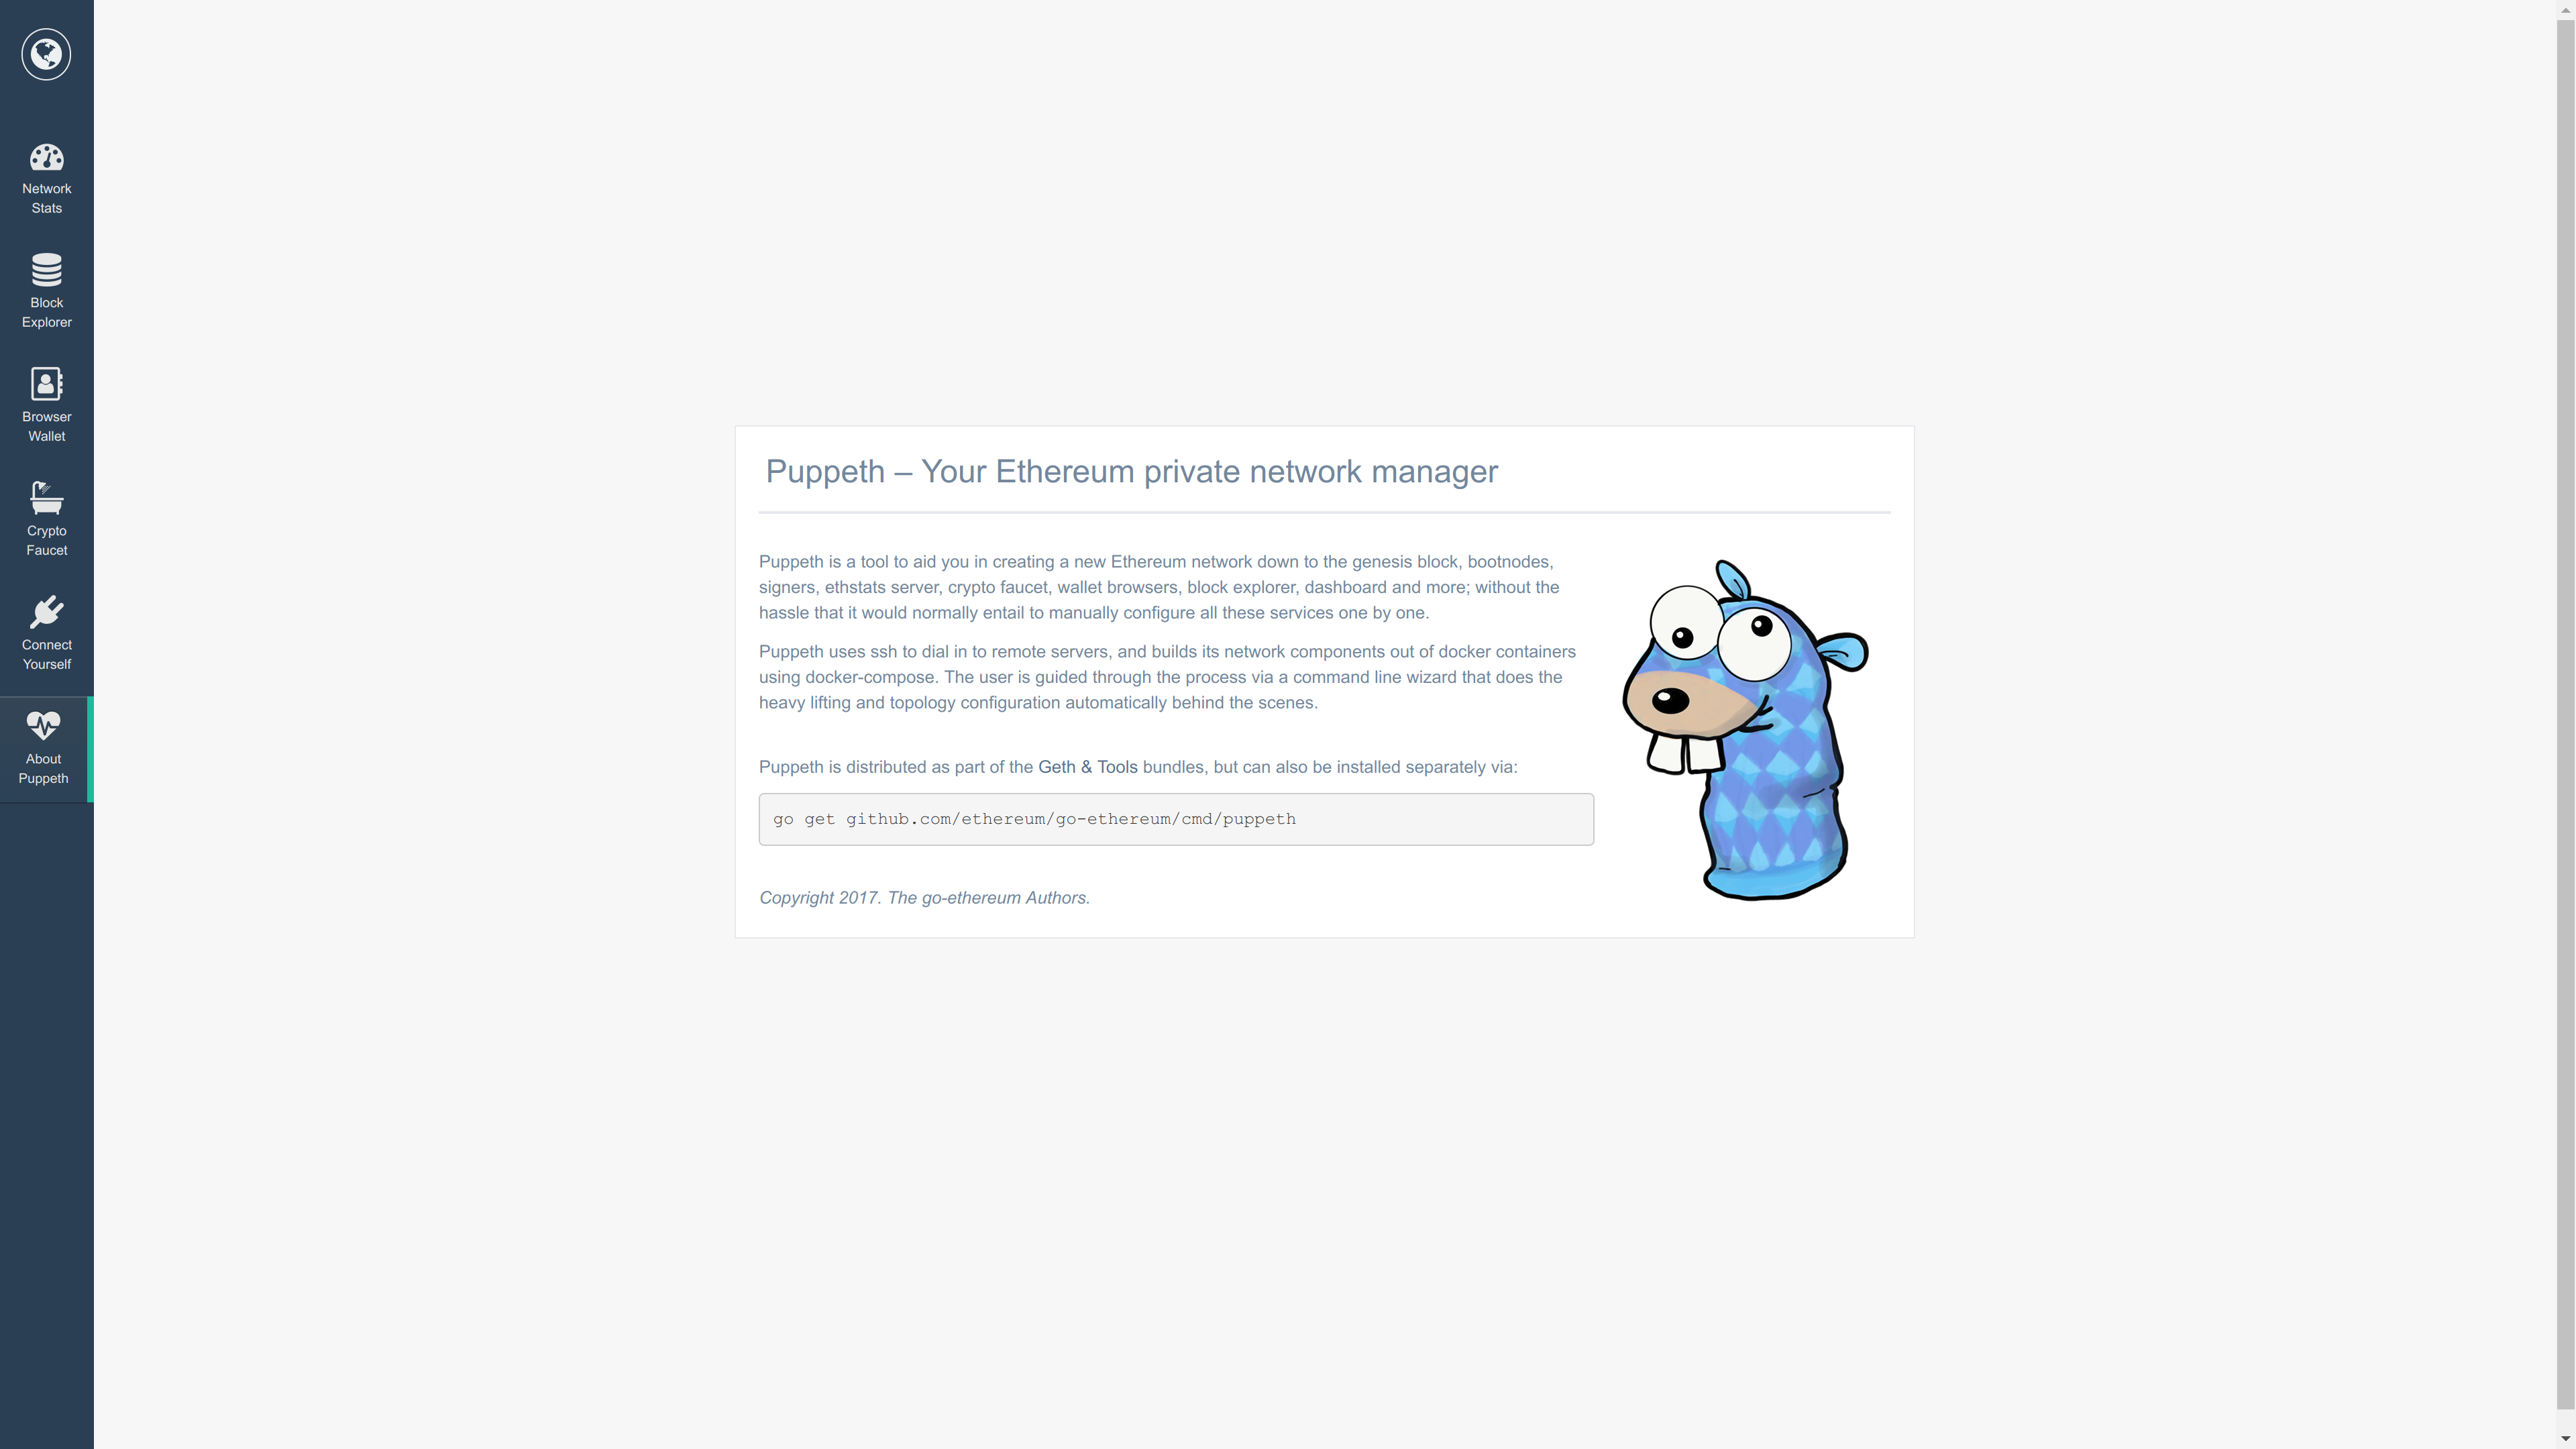 Network
Stats
Block
Explorer
Browser
Wallet
Crypto
Faucet
Connect
Yourself
About
Puppeth
Puppeth – Your Ethereum private network manager
Puppeth is a tool to aid you in creating a new Ethereum network down to the genesis block, bootnodes,
signers, ethstats server, crypto faucet, wallet browsers, block explorer, dashboard and more; without the
hassle that it would normally entail to manually configure all these services one by one.
Puppeth uses ssh to dial in to remote servers, and builds its network components out of docker containers
using docker-compose. The user is guided through the process via a command line wizard that does the
heavy lifting and topology configuration automatically behind the scenes.
Puppeth is distributed as part of the Geth & Tools bundles, but can also be installed separately via:
go get github.com/ethereum/go-ethereum/cmd/puppeth
Copyright 2017. The go-ethereum Authors.